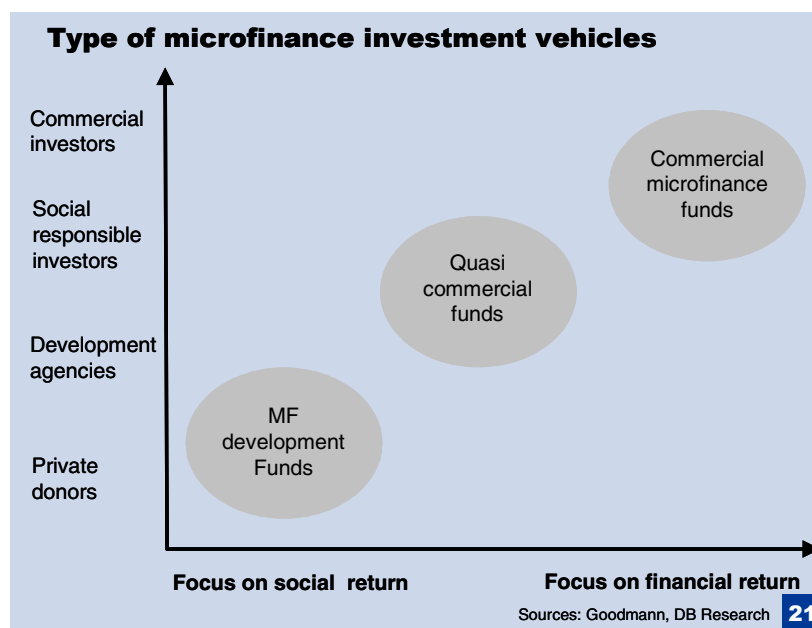 Type of microfinance investment vehicles
Commercial
investors
Social
responsible
investors
Development
agencies
Private
donors
Commercial
microfinance
funds
Quasi
commercial
funds
MF
development
Funds
Focus on social return
Focus on financial return
Sources: Goodmann, DB Research
21